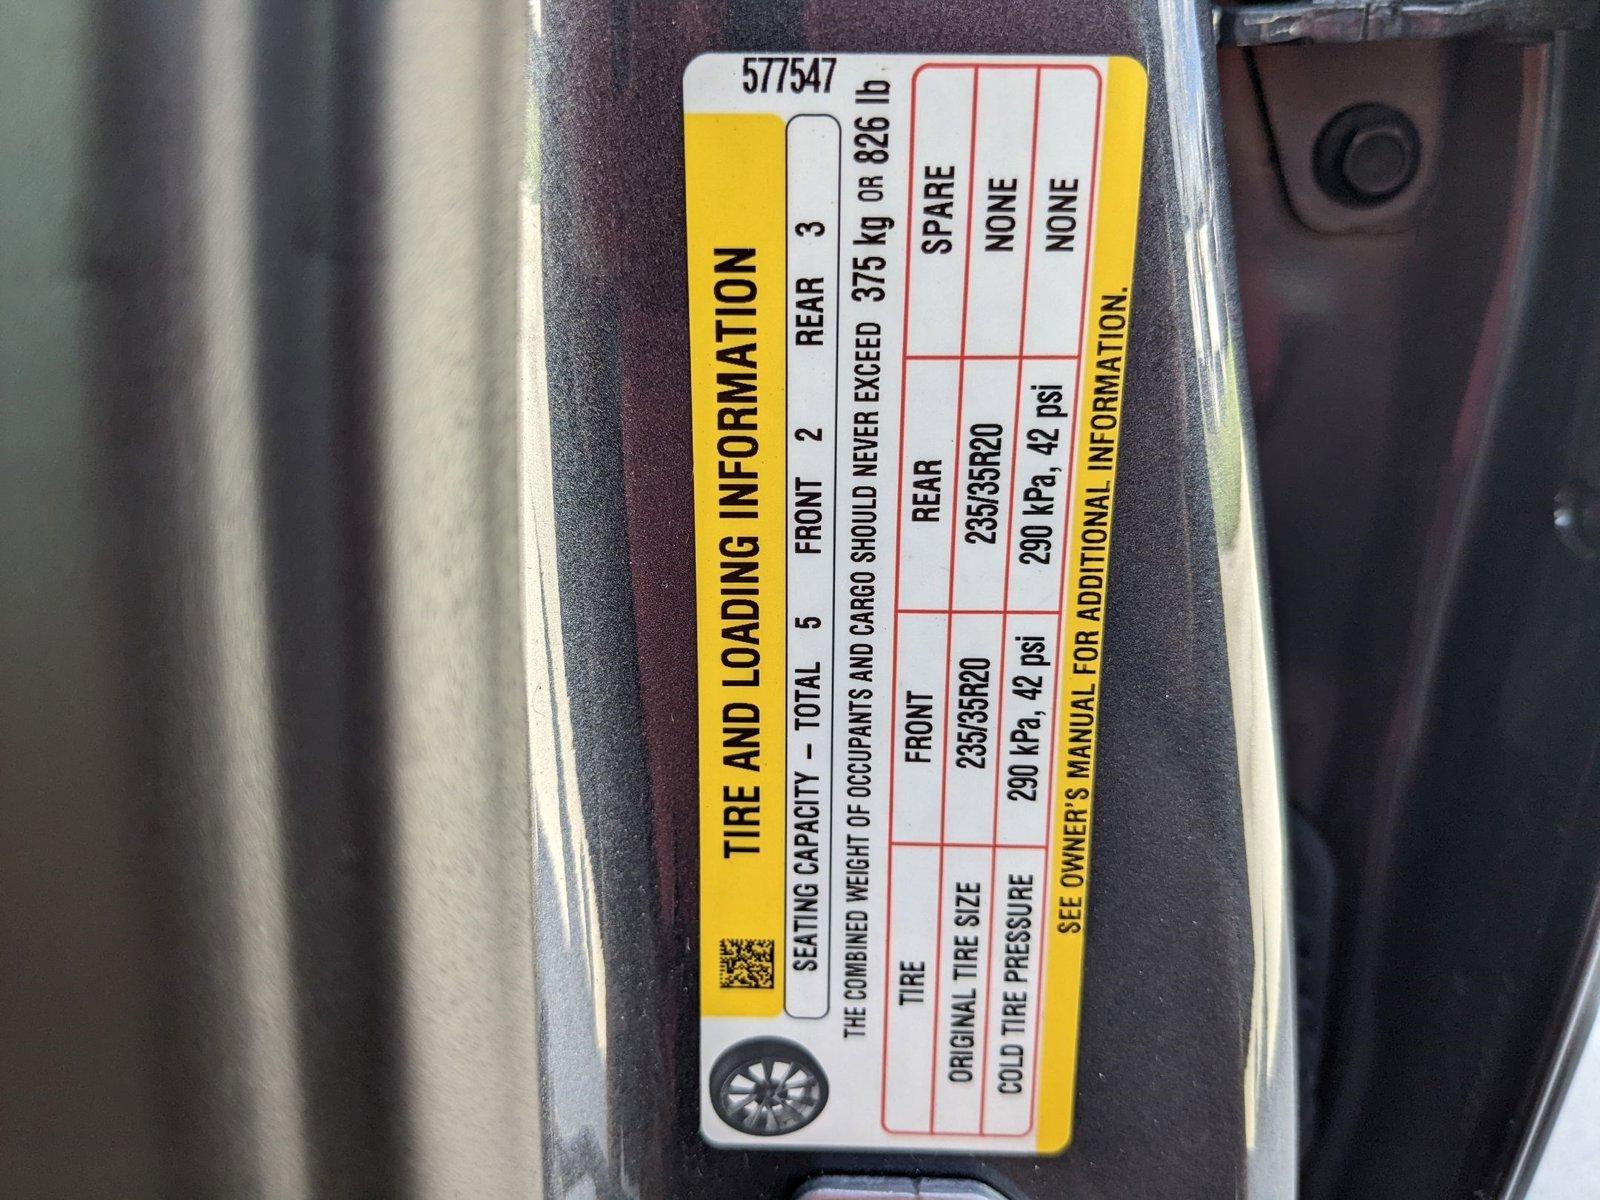 577547
TIRE AND LOADING INFORMATION
SEATING CAPACITY – TOTAL 5 FRONT 2 REAR 3
THE COMBINED WEIGHT OF OCCUPANTS AND CARGO SHOULD NEVER EXCEED 375 kg OR 826 lb
TIRE FRONT REAR SPARE
ORIGINAL TIRE SIZE 235/35R20 235/35R20 NONE
COLD TIRE PRESSURE 290 kPa, 42 psi 290 kPa, 42 psi NONE
SEE OWNER'S MANUAL FOR ADDITIONAL INFORMATION.